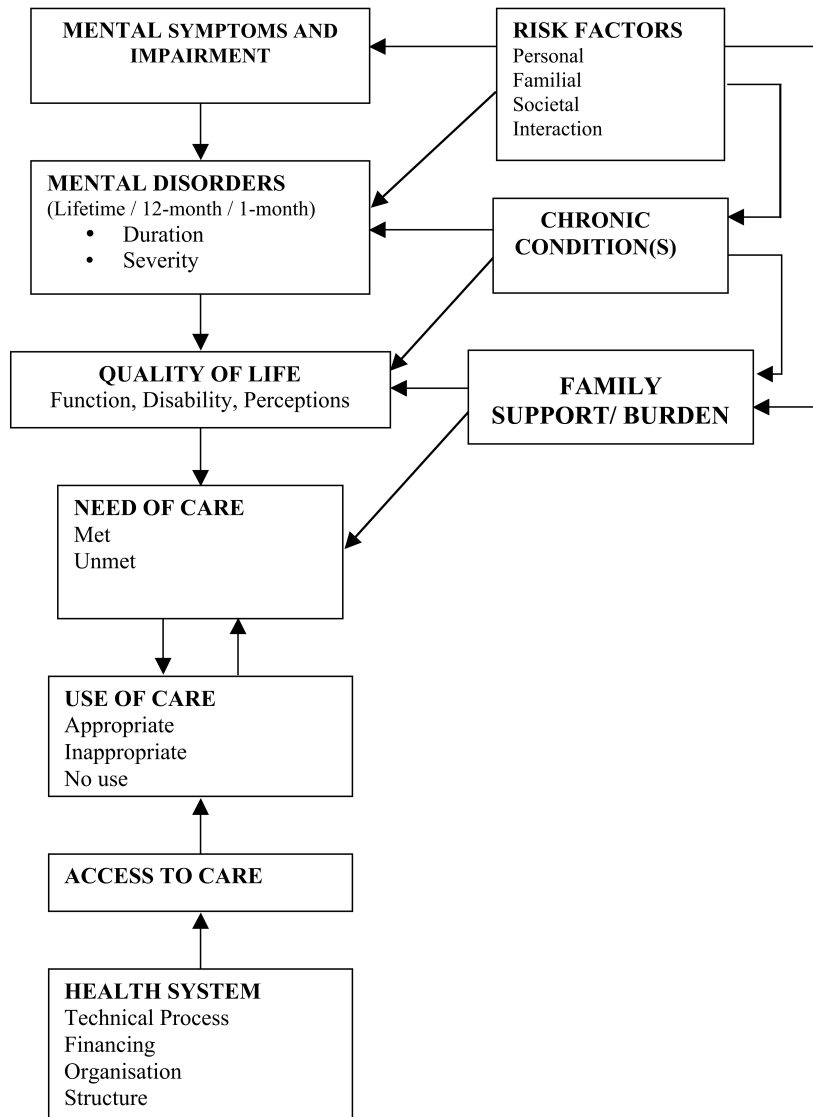 MENTAL SYMPTOMS AND
IMPAIRMENT
RISK FACTORS
Personal
Familial
Societal
Interaction
MENTAL DISORDERS
(Lifetime / 12-month / 1-month)
• Duration
• Severity
CHRONIC
CONDITION(S)
QUALITY OF LIFE
Function, Disability, Perceptions
FAMILY
SUPPORT/ BURDEN
NEED OF CARE
Met
Unmet
USE OF CARE
Appropriate
Inappropriate
No use
ACCESS TO CARE
HEALTH SYSTEM
Technical Process
Financing
Organisation
Structure